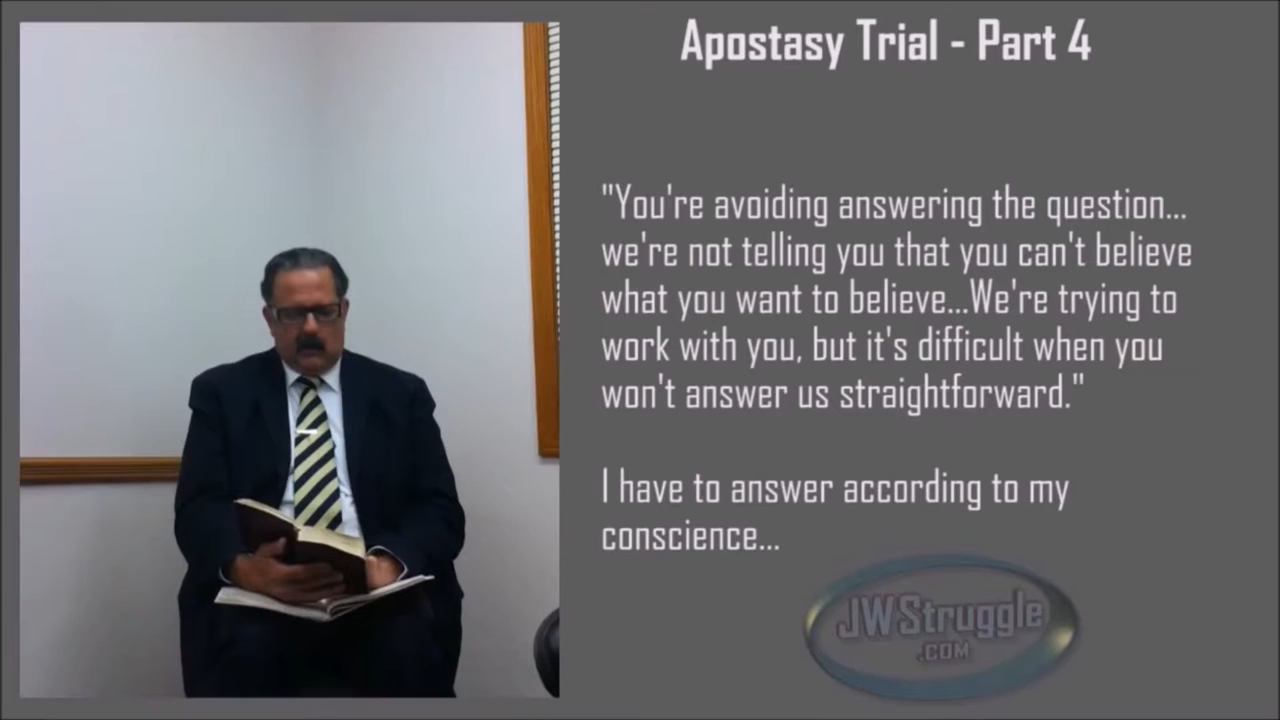 Apostasy Trial - Part 4
"You're avoiding answering the question...
we're not telling you that you can't believe
what you want to believe...We're trying to
work with you, but it's difficult when you
won't answer us straightforward."
I have to answer according to my
conscience...
JWStruggle
.COM